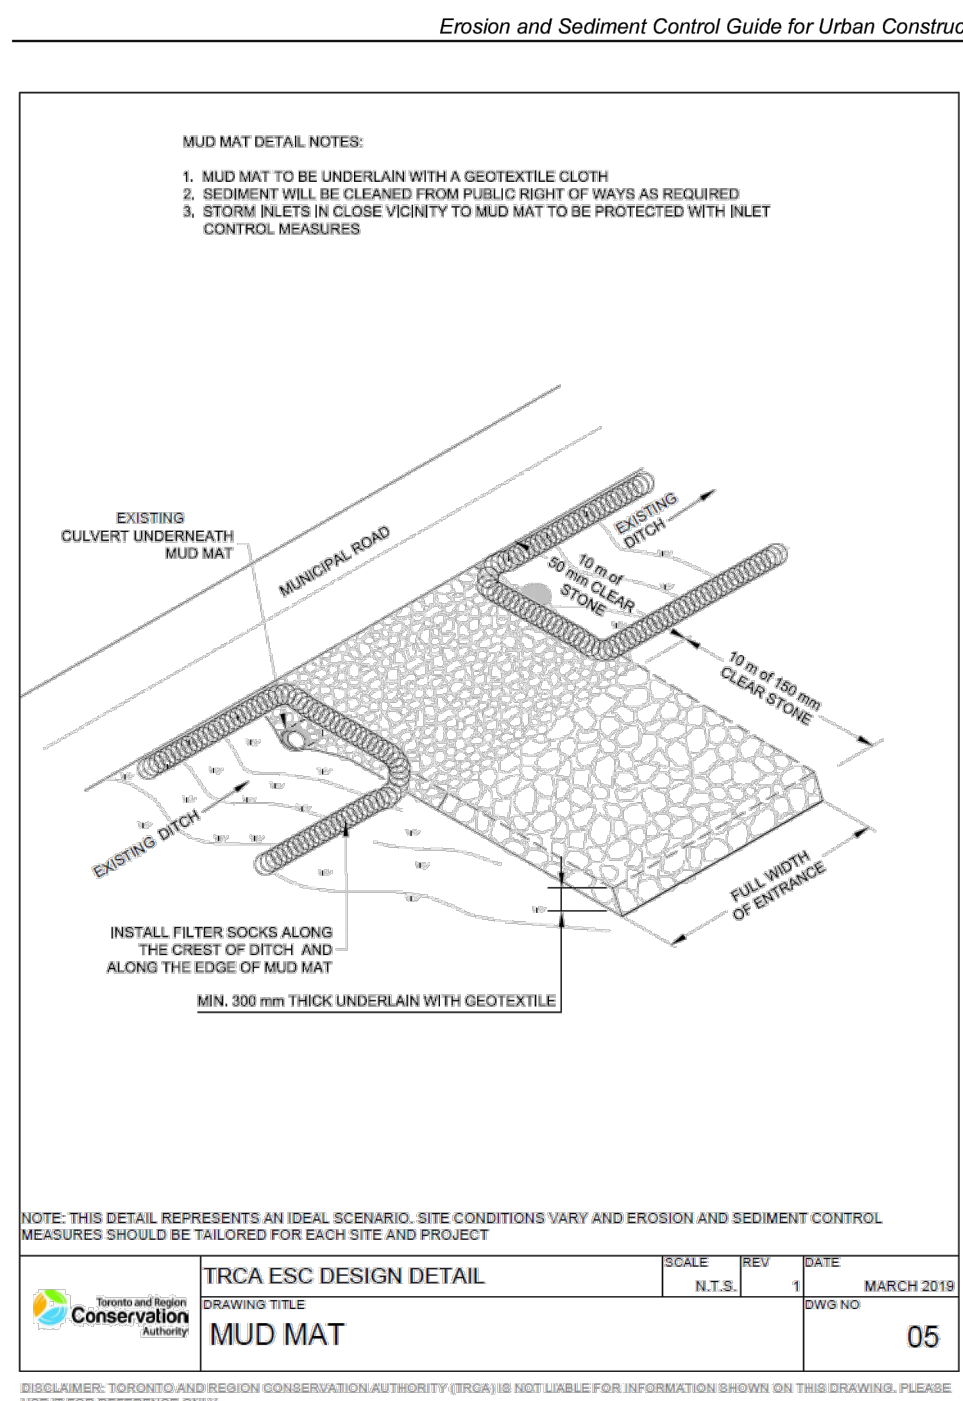 Erosion and Sediment Control Guide for Urban Construc
MUD MAT DETAIL NOTES:
1. MUD MAT TO BE UNDERLAIN WITH A GEOTEXTILE CLOTH
2. SEDIMENT WILL BE CLEANED FROM PUBLIC RIGHT OF WAYS AS REQUIRED
3. STORM INLETS IN CLOSE VICINITY TO MUD MAT TO BE PROTECTED WITH INLET
CONTROL MEASURES
EXISTING
CULVERT UNDERNEATH
MUD MAT
MUNICIPAL ROAD
EXISTING
DITCH
10 m of
50 mm CLEAR
STONE
10 m of 150 mm
CLEAR STONE
EXISTING DITCH
FULL WIDTH
OF ENTRANCE
INSTALL FILTER SOCKS ALONG
THE CREST OF DITCH AND
ALONG THE EDGE OF MUD MAT
MIN. 300 mm THICK UNDERLAIN WITH GEOTEXTILE
NOTE: THIS DETAIL REPRESENTS AN IDEAL SCENARIO. SITE CONDITIONS VARY AND EROSION AND SEDIMENT CONTROL
MEASURES SHOULD BE TAILORED FOR EACH SITE AND PROJECT
Toronto and Region
Conservation
Authority
TRCA ESC DESIGN DETAIL
SCALE
N.T.S.
REV
1
DATE
MARCH 2019
DRAWING TITLE
MUD MAT
DWG NO
05
DISCLAIMER: TORONTO AND REGION CONSERVATION AUTHORITY (TRCA) IS NOT LIABLE FOR INFORMATION SHOWN ON THIS DRAWING. PLEASE